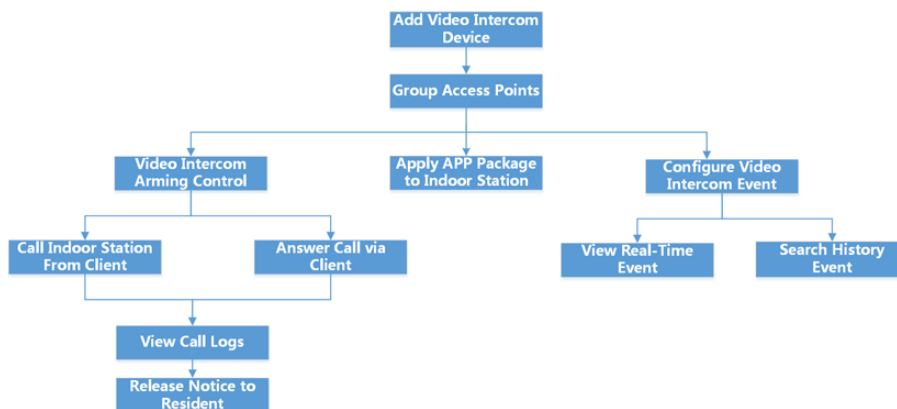 Add Video Intercom
Device
Group Access Points
Video Intercom
Arming Control
Apply APP Package
to Indoor Station
Configure Video
Intercom Event
Call Indoor Station
From Client
Answer Call via
Client
View Real-Time
Event
Search History
Event
View Call Logs
Release Notice to
Resident